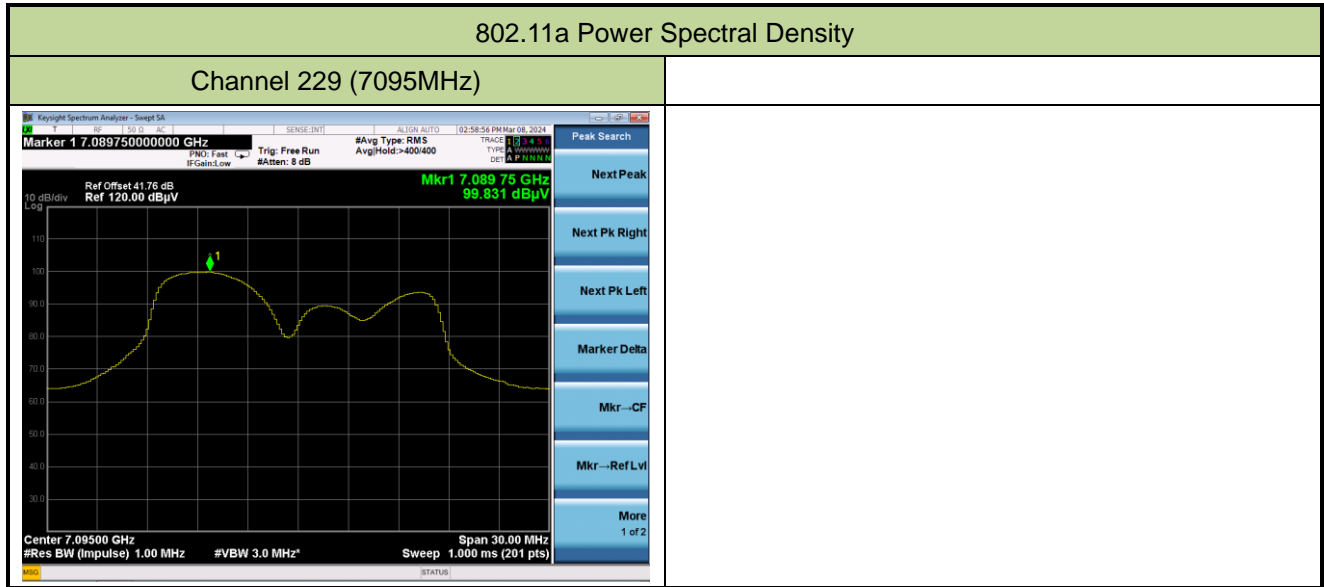 802.11a Power Spectral Density
Channel 229 (7095MHz)
Keysight Spectrum Analyzer - Swept SA
T RF 50 Ω AC SENSE:INT ALIGN AUTO 02:58:56 PM Mar 08, 2024
Marker 1 7.089750000000 GHz
PNO: Fast
IFGain:Low
Trig: Free Run
#Atten: 8 dB
#Avg Type: RMS
Avg|Hold:>400/400
TRACE 1 2 3 4 5 6
TYPE A WWWWW
DET A P N N N N
Peak Search
Next Peak
Next Pk Right
Next Pk Left
Marker Delta
Mkr→CF
Mkr→Ref Lvl
More
1 of 2
Mkr1 7.089 75 GHz
99.831 dBµV
Ref Offset 41.76 dB
10 dB/div Ref 120.00 dBµV
Log
1
110
100
90.0
80.0
70.0
60.0
50.0
40.0
30.0
Center 7.09500 GHz Span 30.00 MHz
#Res BW (Impulse) 1.00 MHz #VBW 3.0 MHz* Sweep 1.000 ms (201 pts)
MSG STATUS